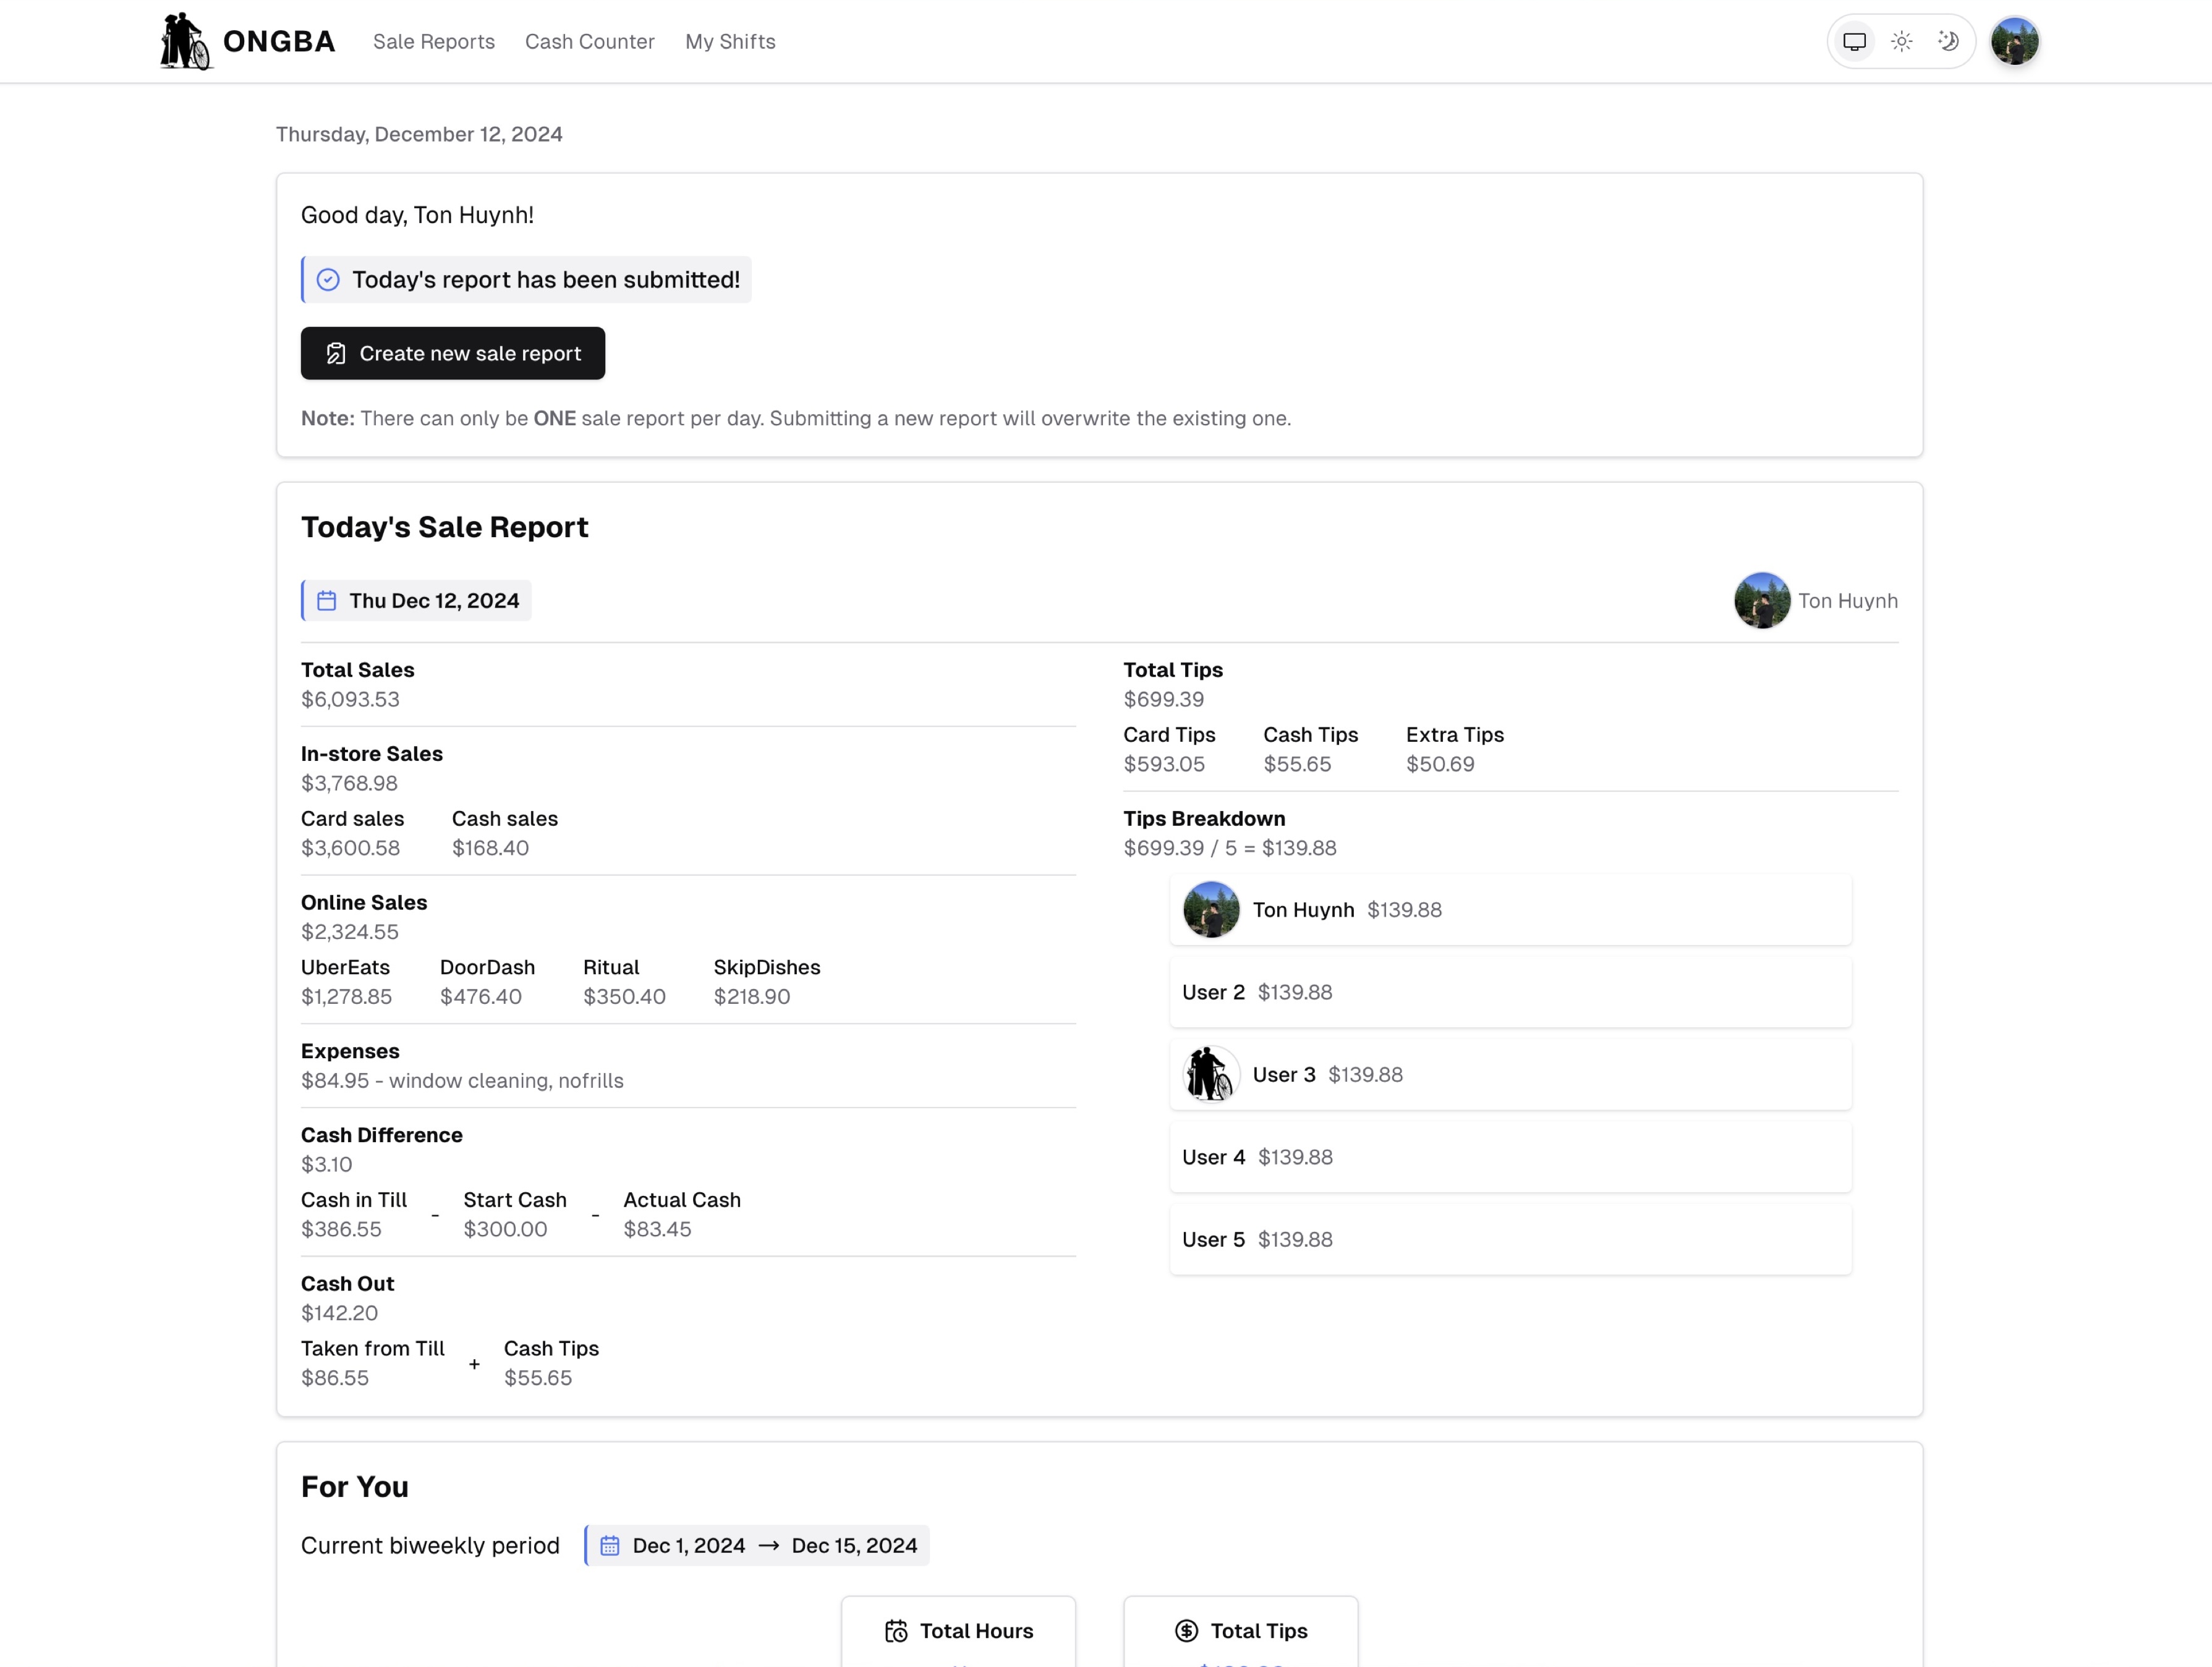 ONGBA Sale Reports Cash Counter My Shifts
Thursday, December 12, 2024
Good day, Ton Huynh!
Today's report has been submitted!
Create new sale report
Note: There can only be ONE sale report per day. Submitting a new report will overwrite the existing one.
Today's Sale Report
Thu Dec 12, 2024
Ton Huynh
Total Sales
$6,093.53
In-store Sales
$3,768.98
Card sales Cash sales
$3,600.58 $168.40
Online Sales
$2,324.55
UberEats DoorDash Ritual SkipDishes
$1,278.85 $476.40 $350.40 $218.90
Expenses
$84.95 - window cleaning, nofrills
Cash Difference
$3.10
Cash in Till - Start Cash - Actual Cash
$386.55 $300.00 $83.45
Cash Out
$142.20
Taken from Till + Cash Tips
$86.55 $55.65
Total Tips
$699.39
Card Tips Cash Tips Extra Tips
$593.05 $55.65 $50.69
Tips Breakdown
$699.39 / 5 = $139.88
Ton Huynh $139.88
User 2 $139.88
User 3 $139.88
User 4 $139.88
User 5 $139.88
For You
Current biweekly period Dec 1, 2024 → Dec 15, 2024
Total Hours
Total Tips